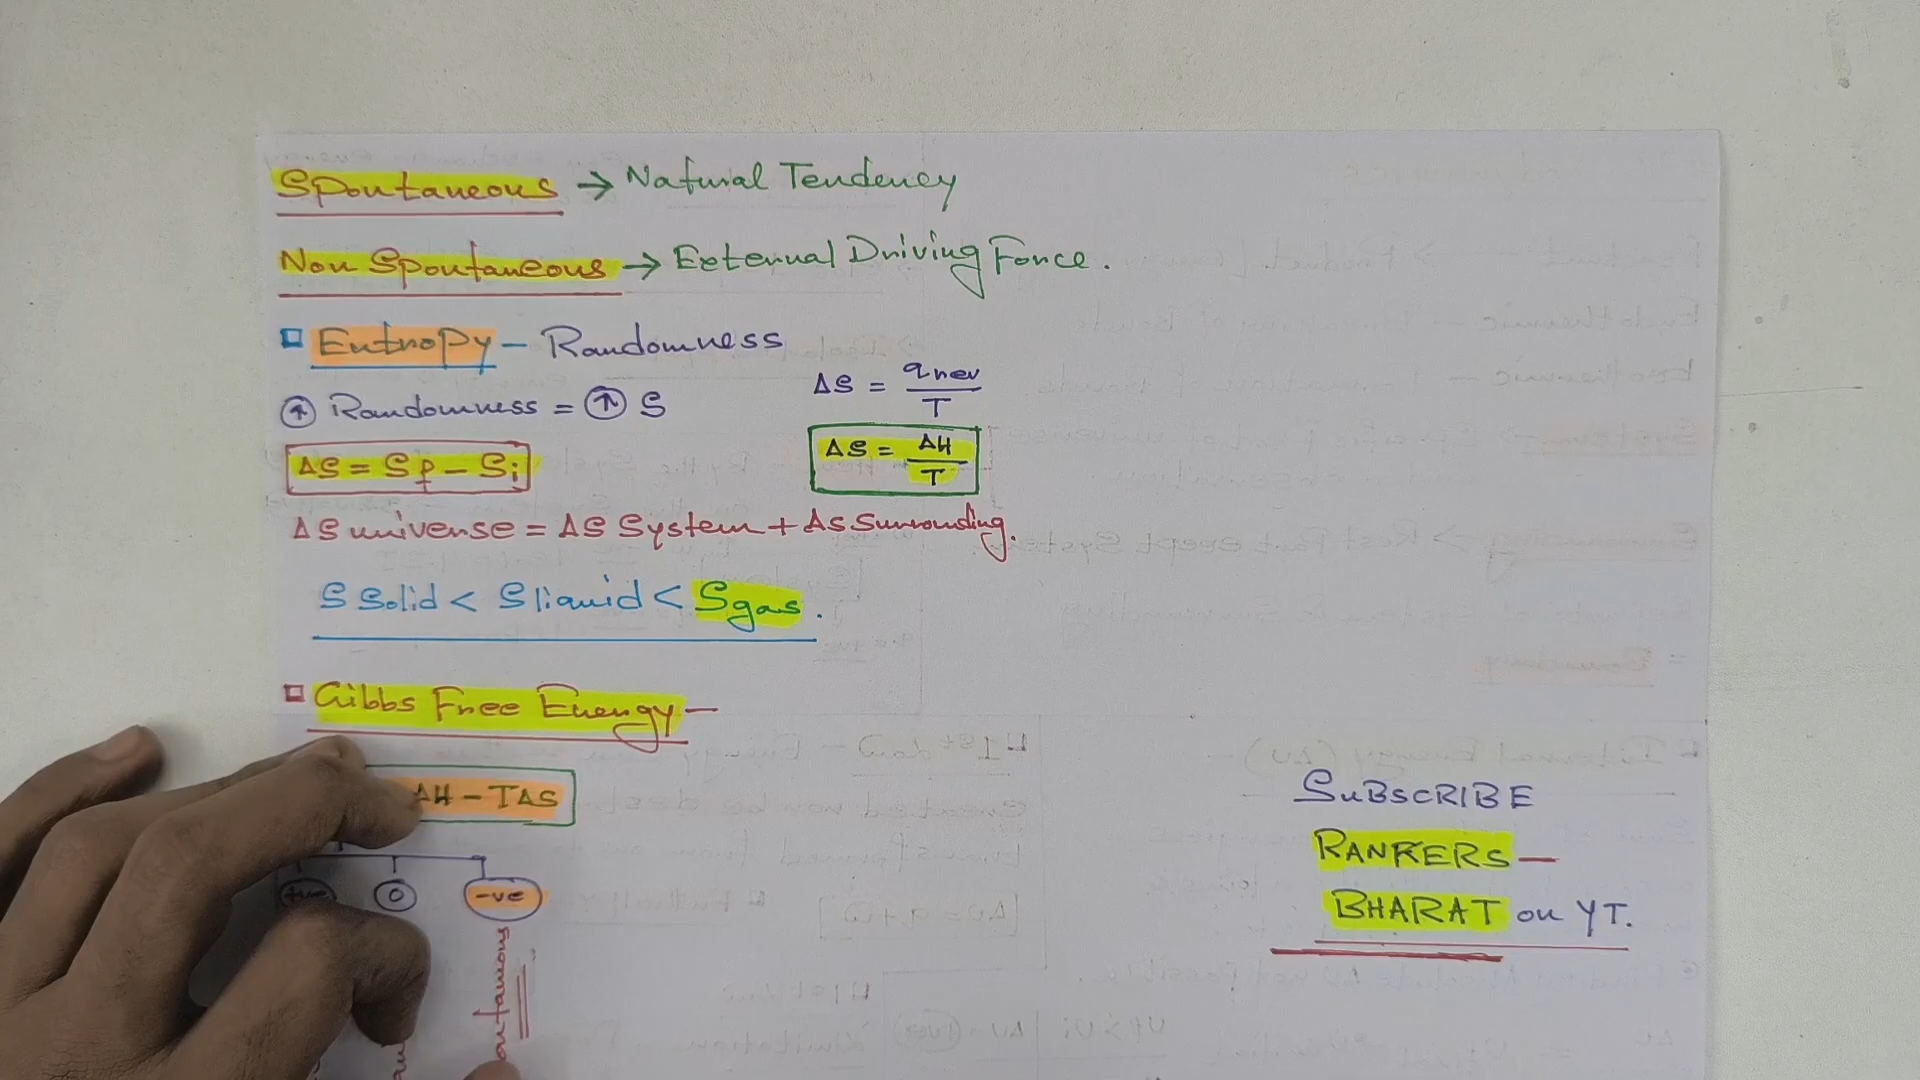 Spontaneous → Natural Tendency
Non Spontaneous → External Driving Force.
Entropy - Randomness
↑ Randomness = ↑ S
ΔS = qrev / T
ΔS = Sf - Si
ΔS = ΔH / T
ΔS universe = ΔS System + ΔS Surrounding.
S Solid < S liquid < S gas.
Gibbs Free Energy -
ΔH - TΔS
0 -ve
SUBSCRIBE
RANKERS-
BHARAT on YT.